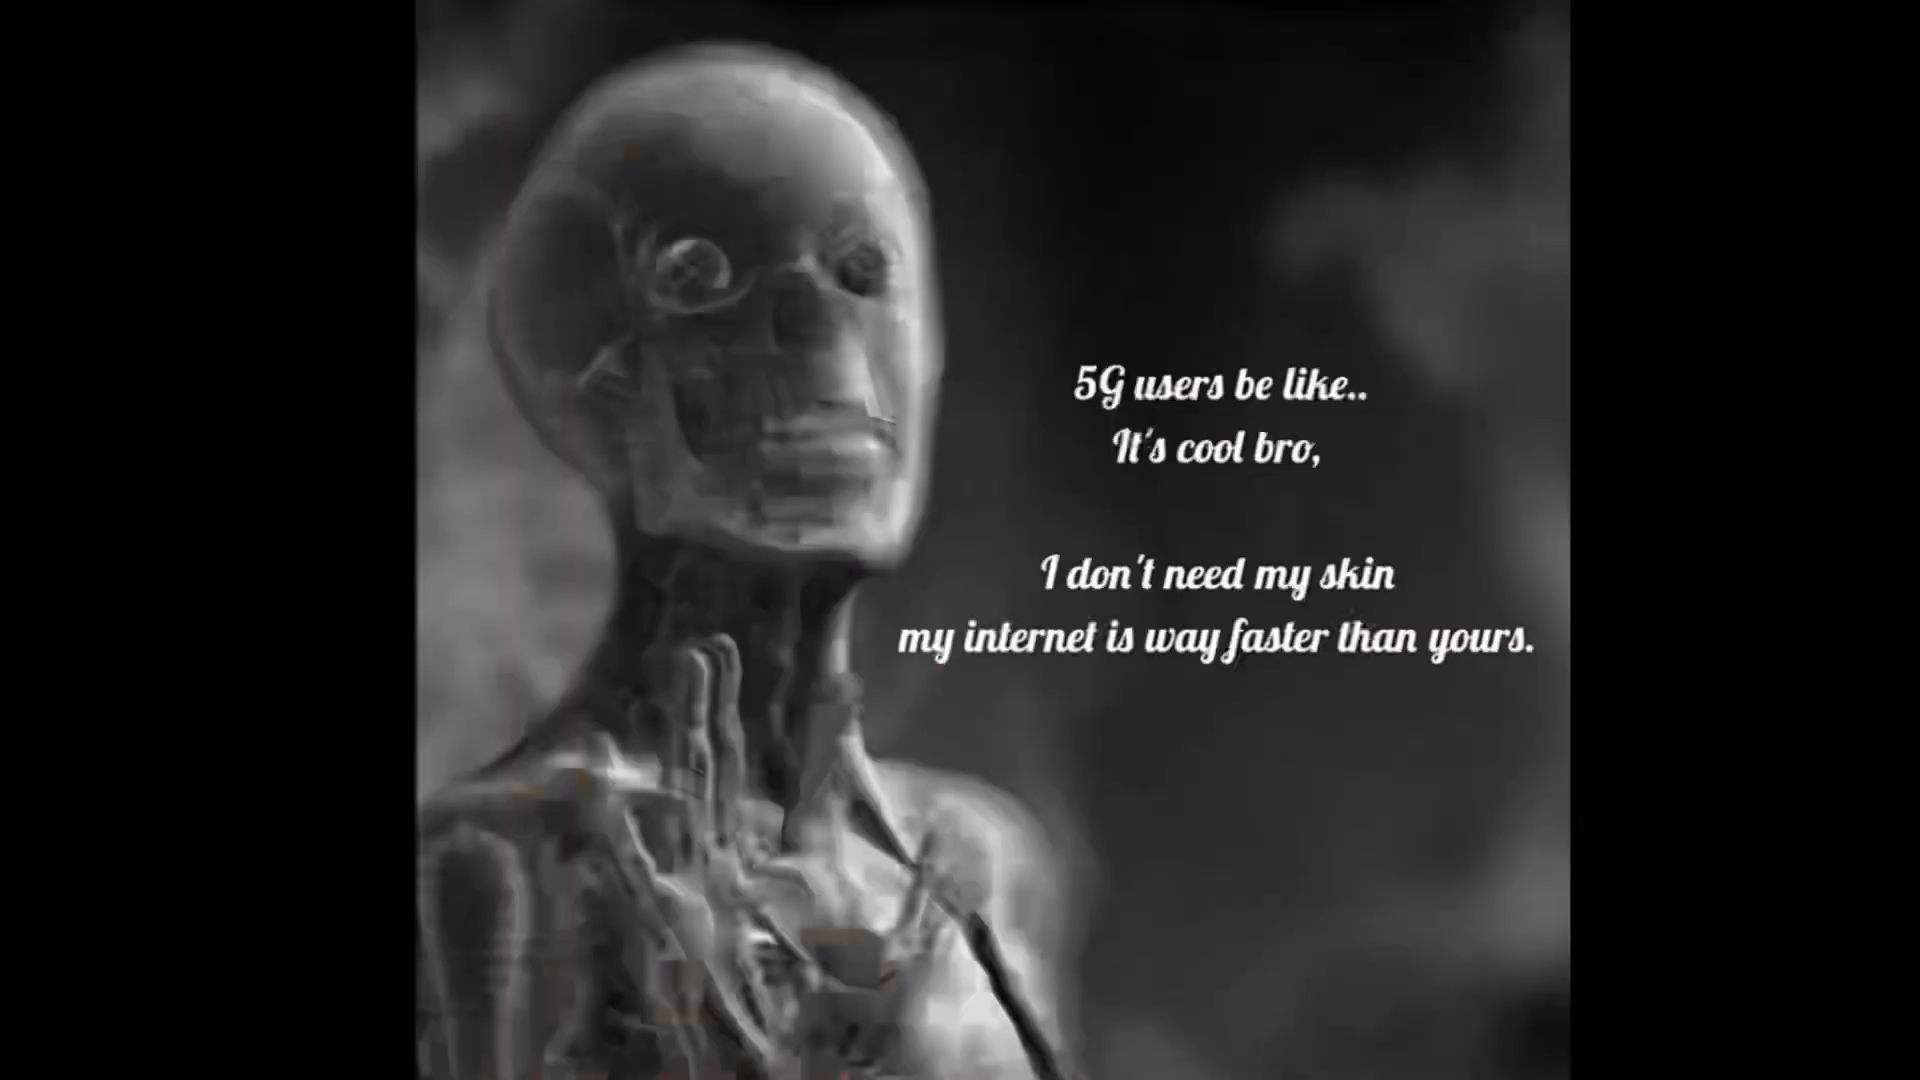 5G users be like..
It's cool bro,
I don't need my skin
my internet is way faster than yours.